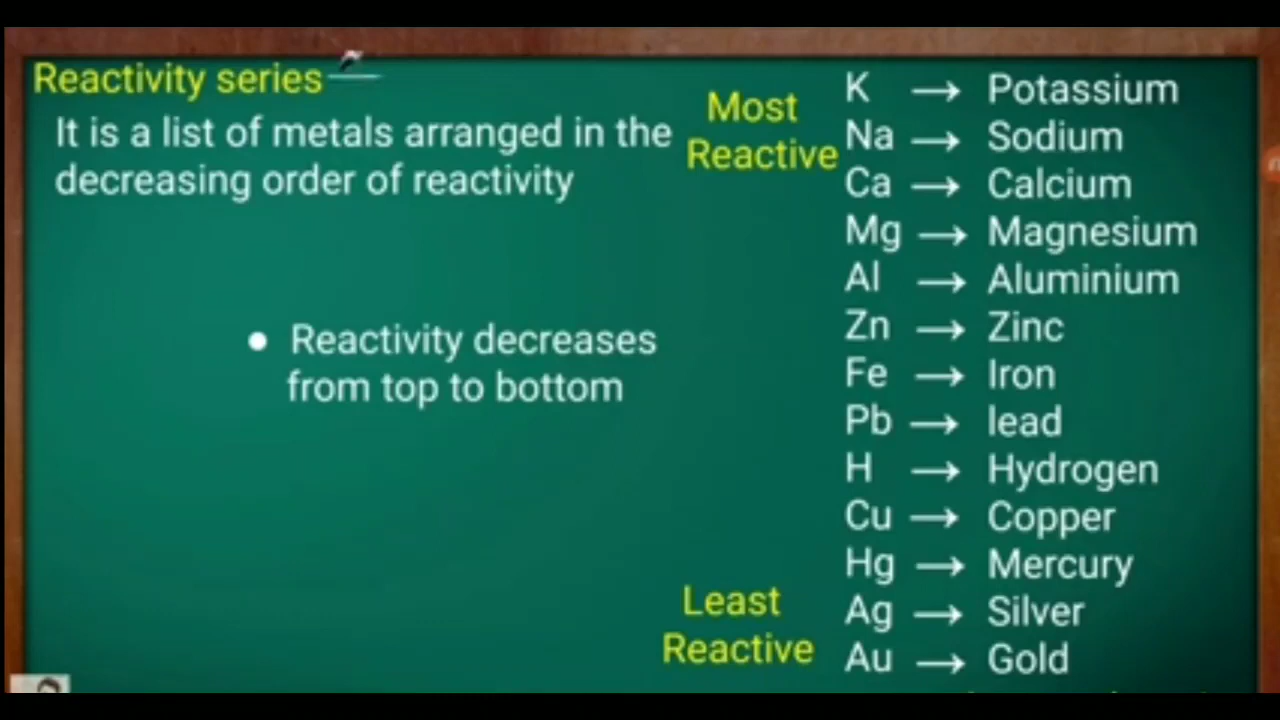 Reactivity series
It is a list of metals arranged in the
decreasing order of reactivity
• Reactivity decreases
from top to bottom
Most
Reactive
K → Potassium
Na → Sodium
Ca → Calcium
Mg → Magnesium
Al → Aluminium
Zn → Zinc
Fe → Iron
Pb → lead
H → Hydrogen
Cu → Copper
Hg → Mercury
Ag → Silver
Au → Gold
Least
Reactive